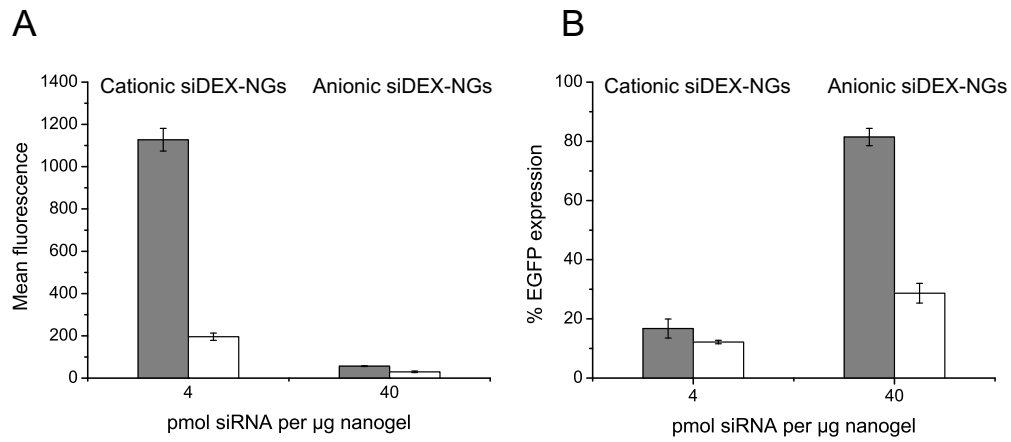 A
Cationic siDEX-NGs
Anionic siDEX-NGs
Mean fluorescence
1400
1200
1000
800
600
400
200
0
4
40
pmol siRNA per µg nanogel
B
Cationic siDEX-NGs
Anionic siDEX-NGs
% EGFP expression
100
80
60
40
20
0
4
40
pmol siRNA per µg nanogel